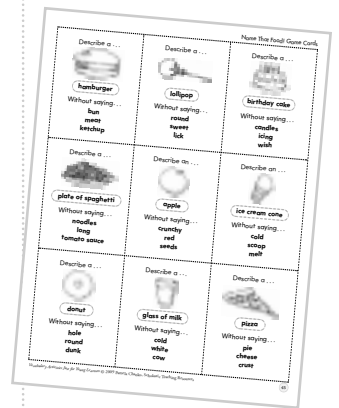 Name That Food! Game Cards
Describe a . . .
hamburger
Without saying. . .
bun
meat
ketchup
Describe a . . .
lollipop
Without saying. . .
round
sweet
lick
Describe a . . .
birthday cake
Without saying. . .
candles
icing
wish
Describe a . . .
plate of spaghetti
Without saying. . .
noodles
long
tomato sauce
Describe an . . .
apple
Without saying. . .
crunchy
red
seeds
Describe an . . .
ice cream cone
Without saying. . .
cold
scoop
melt
Describe a . . .
donut
Without saying. . .
hole
round
dunk
Describe a . . .
glass of milk
Without saying. . .
cold
white
cow
Describe a . . .
pizza
Without saying. . .
pie
cheese
crust